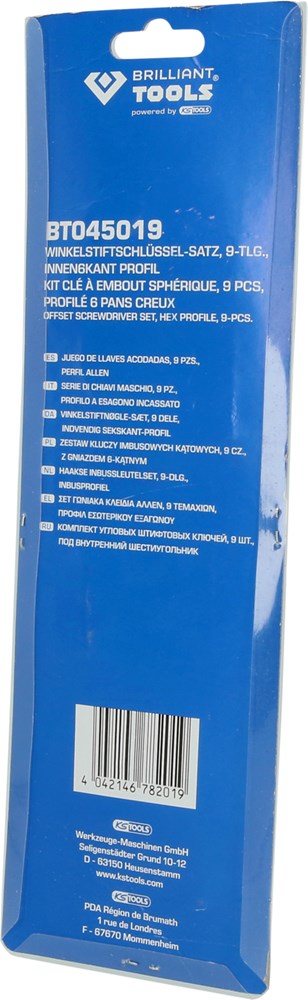 BRILLIANT
TOOLS®
powered by KS TOOLS
BT045019
WINKELSTIFTSCHLÜSSEL-SATZ, 9-TLG.,
INNEN6KANT PROFIL
KIT CLÉ À EMBOUT SPHÉRIQUE, 9 PCS,
PROFILÉ 6 PANS CREUX
OFFSET SCREWDRIVER SET, HEX PROFILE, 9-PCS.
ES JUEGO DE LLAVES ACODADAS, 9 PZS.,
PERFIL ALLEN
IT SERIE DI CHIAVI MASCHIO, 9 PZ.,
PROFILO A ESAGONO INCASSATO
DA VINKELSTIFTNØGLE-SÆT, 9 DELE,
INDVENDIG SEKSKANT-PROFIL
PL ZESTAW KLUCZY IMBUSOWYCH KĄTOWYCH, 9 CZ.,
Z GNIAZDEM 6-KĄTNYM
NL HAAKSE INBUSSLEUTELSET, 9-DLG.,
INBUSPROFIEL
EL ΣΕΤ ΓΩΝΙΑΚΑ ΚΛΕΙΔΙΑ ΑΛΛΕΝ, 9 ΤΕΜΑΧΙΩΝ,
ΠΡΟΦΙΛ ΕΣΩΤΕΡΙΚΟΥ ΕΞΑΓΩΝΟΥ
RU КОМПЛЕКТ УГЛОВЫХ ШТИФТОВЫХ КЛЮЧЕЙ, 9 ШТ.,
ПОД ВНУТРЕННИЙ ШЕСТИУГОЛЬНИК
4 042146 782019
KS TOOLS
Werkzeuge-Maschinen GmbH
Seligenstädter Grund 10-12
D - 63150 Heusenstamm
www.kstools.com
KS TOOLS
PDA Région de Brumath
1 rue de Londres
F - 67670 Mommenheim